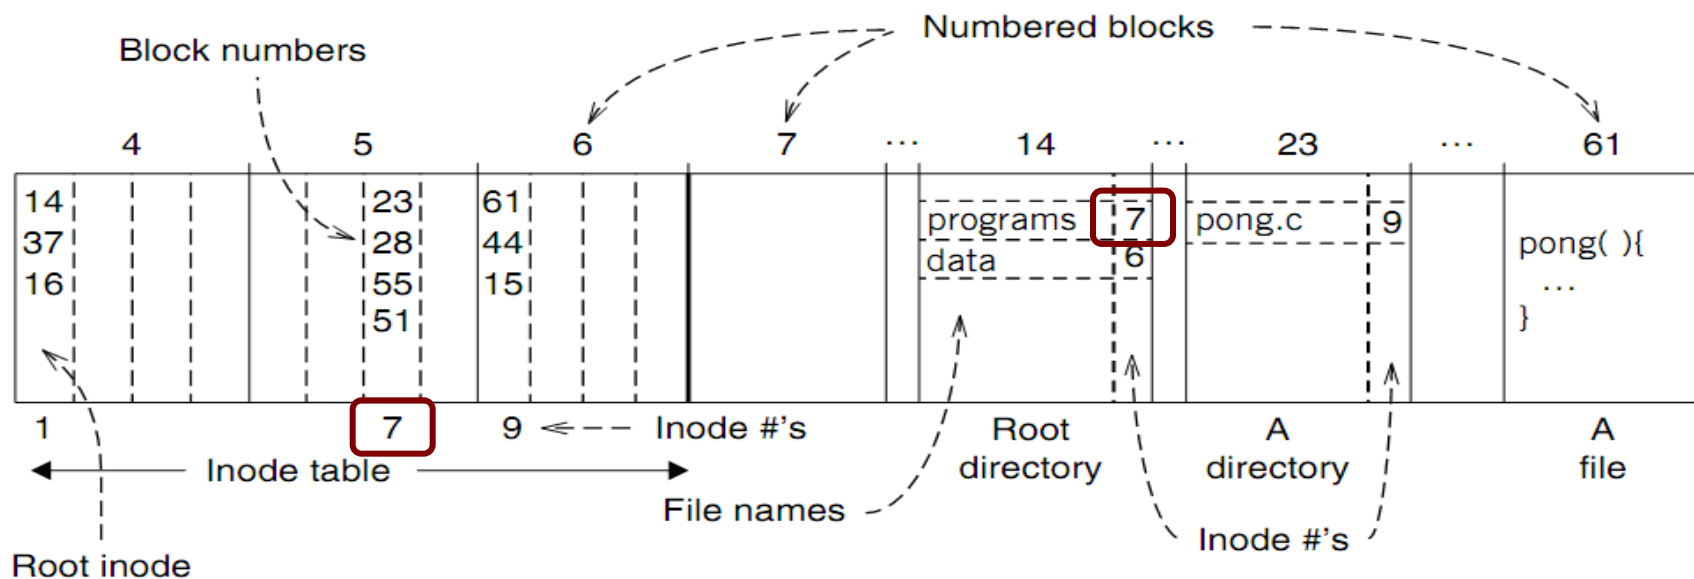 Block numbers
Numbered blocks
4 5 6 7 ... 14 ... 23 ... 61
14 23 61
37 28 44
16 55 15
51
programs 7
data 6
pong.c 9
pong( ){
...
}
1 7 9 Inode #'s
Inode table
Root
directory
A
directory
A
file
File names
Inode #'s
Root inode